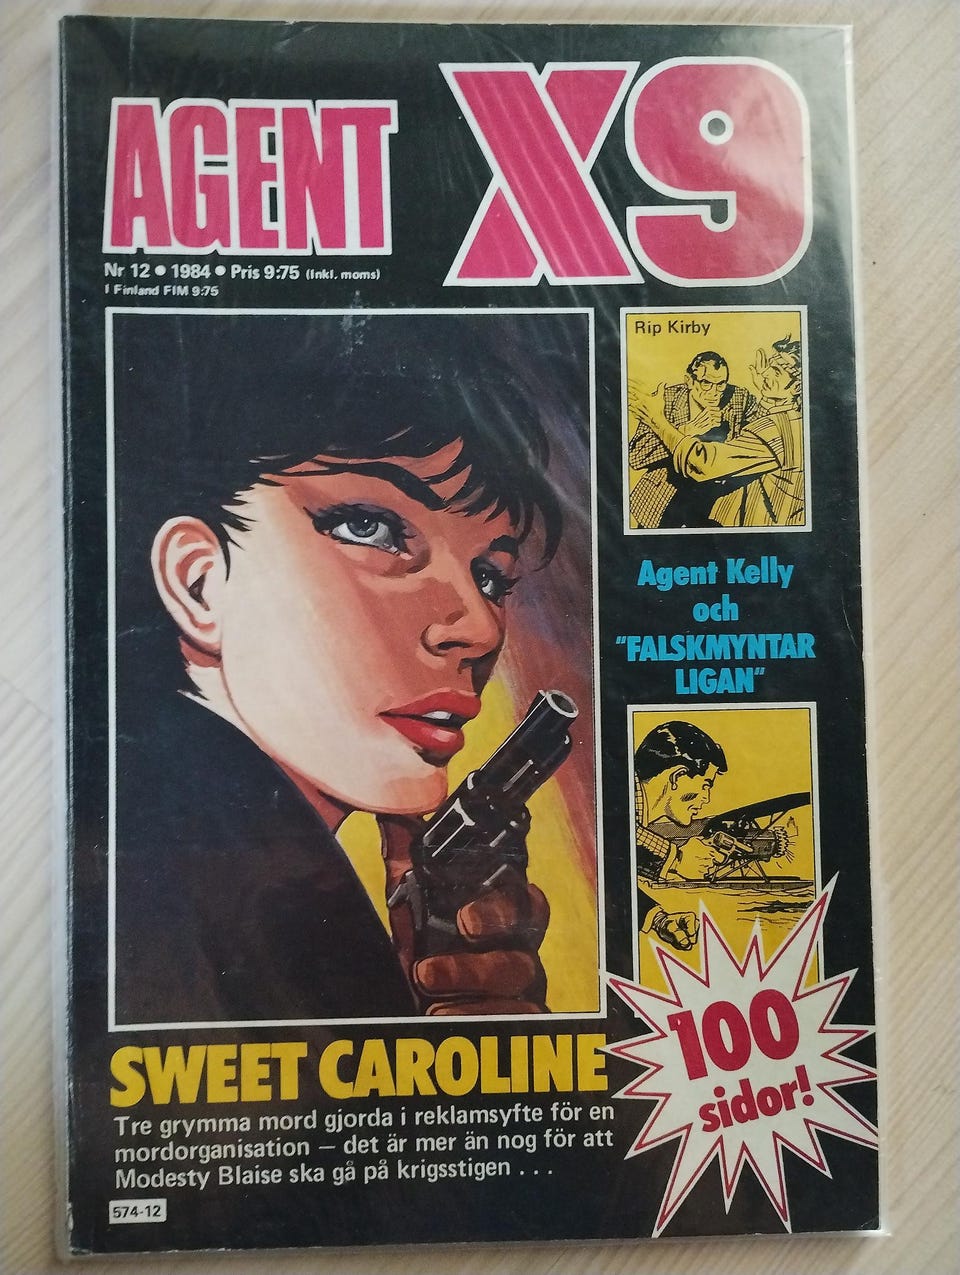 AGENT X9
Nr 12 • 1984 • Pris 9:75 (Inkl. moms)
I Finland FIM 9:75
Rip Kirby
Agent Kelly
och
"FALSKMYNTAR
LIGAN"
100
sidor!
SWEET CAROLINE
Tre grymma mord gjorda i reklamsyfte för en
mordorganisation — det är mer än nog för att
Modesty Blaise ska gå på krigsstigen . . .
574-12